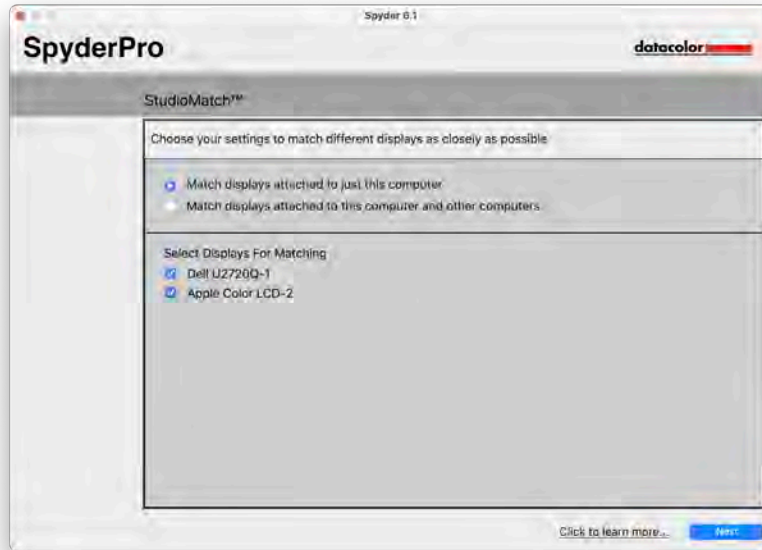 Spyder 6.1
SpyderPro
datacolor
StudioMatch™
Choose your settings to match different displays as closely as possible
Match displays attached to just this computer
Match displays attached to this computer and other computers
Select Displays For Matching
Dell U2720Q-1
Apple Color LCD-2
Click to learn more...
Next